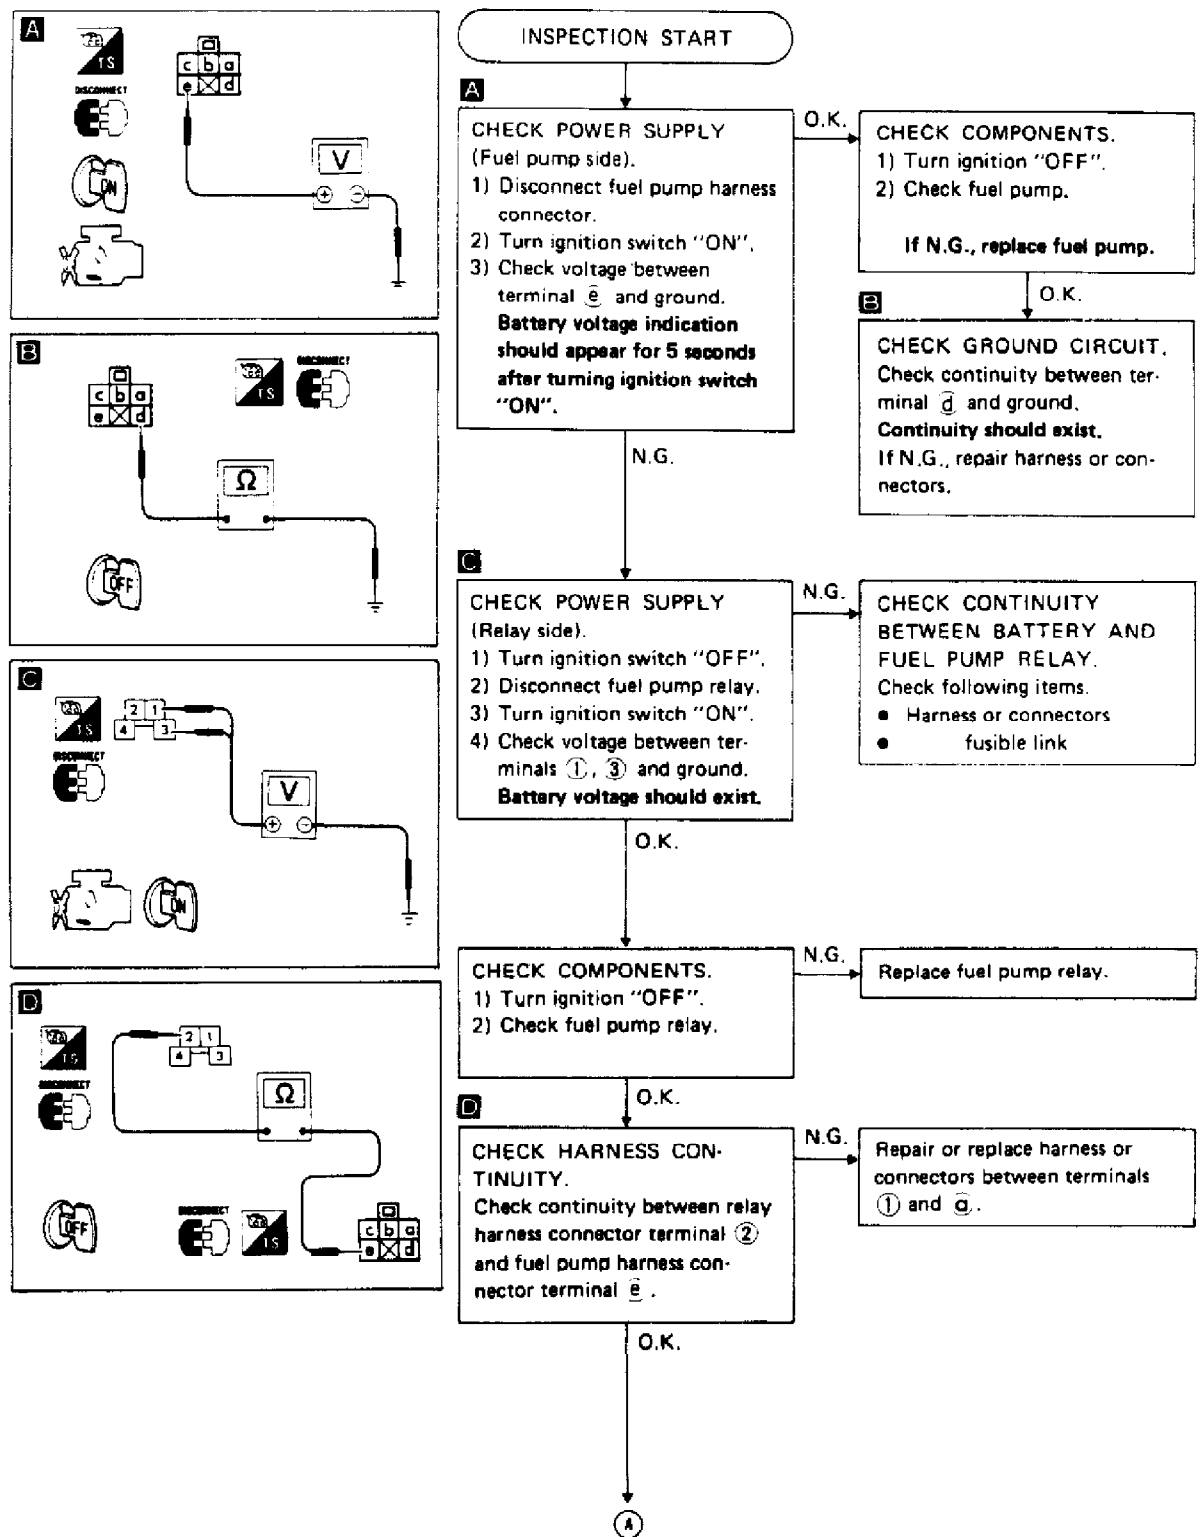 A
TS
DISCONNECT
c b a
e d
ON
V
+ -
B
c b a
e d
TS
DISCONNECT
Ω
OFF
C
TS
2 1
4 3
DISCONNECT
V
+ -
ON
D
TS
2 1
4 3
DISCONNECT
Ω
OFF
DISCONNECT
TS
c b a
e d
INSPECTION START
A
CHECK POWER SUPPLY
(Fuel pump side).
1) Disconnect fuel pump harness
connector.
2) Turn ignition switch "ON".
3) Check voltage between
terminal e and ground.
Battery voltage indication
should appear for 5 seconds
after turning ignition switch
"ON".
O.K.
CHECK COMPONENTS.
1) Turn ignition "OFF".
2) Check fuel pump.
If N.G., replace fuel pump.
O.K.
B
CHECK GROUND CIRCUIT.
Check continuity between ter-
minal d and ground.
Continuity should exist.
If N.G., repair harness or con-
nectors.
N.G.
C
CHECK POWER SUPPLY
(Relay side).
1) Turn ignition switch "OFF".
2) Disconnect fuel pump relay.
3) Turn ignition switch "ON".
4) Check voltage between ter-
minals ①, ③ and ground.
Battery voltage should exist.
N.G.
CHECK CONTINUITY
BETWEEN BATTERY AND
FUEL PUMP RELAY.
Check following items.
● Harness or connectors
● fusible link
O.K.
CHECK COMPONENTS.
1) Turn ignition "OFF".
2) Check fuel pump relay.
N.G.
Replace fuel pump relay.
O.K.
D
CHECK HARNESS CON-
TINUITY.
Check continuity between relay
harness connector terminal ②
and fuel pump harness con-
nector terminal e .
N.G.
Repair or replace harness or
connectors between terminals
① and a .
O.K.
A